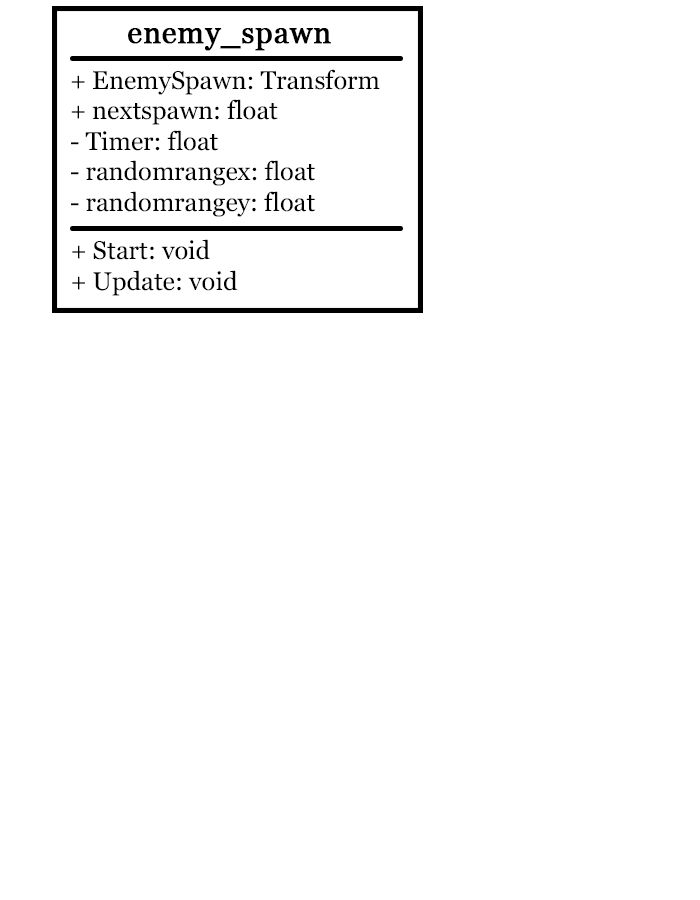 enemy_spawn
+ EnemySpawn: Transform
+ nextspawn: float
- Timer: float
- randomrangex: float
- randomrangey: float
+ Start: void
+ Update: void